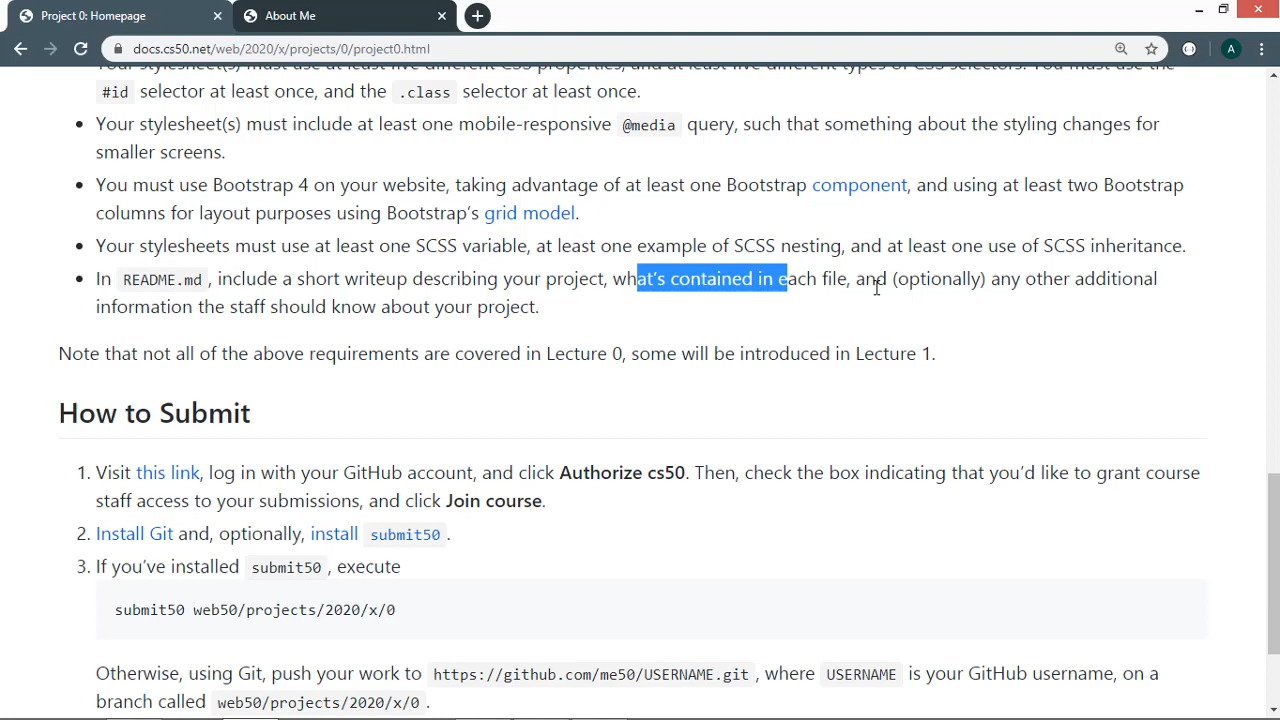 Project 0: Homepage
About Me
docs.cs50.net/web/2020/x/projects/0/project0.html
A
Your stylesheet(s) must use at least five different CSS properties, and at least five different types of CSS selectors. You must use the
#id selector at least once, and the .class selector at least once.
Your stylesheet(s) must include at least one mobile-responsive @media query, such that something about the styling changes for
smaller screens.
You must use Bootstrap 4 on your website, taking advantage of at least one Bootstrap component, and using at least two Bootstrap
columns for layout purposes using Bootstrap's grid model.
Your stylesheets must use at least one SCSS variable, at least one example of SCSS nesting, and at least one use of SCSS inheritance.
In README.md, include a short writeup describing your project, what's contained in each file, and (optionally) any other additional
information the staff should know about your project.
Note that not all of the above requirements are covered in Lecture 0, some will be introduced in Lecture 1.
How to Submit
1. Visit this link, log in with your GitHub account, and click Authorize cs50. Then, check the box indicating that you'd like to grant course
staff access to your submissions, and click Join course.
2. Install Git and, optionally, install submit50.
3. If you've installed submit50, execute
submit50 web50/projects/2020/x/0
Otherwise, using Git, push your work to https://github.com/me50/USERNAME.git, where USERNAME is your GitHub username, on a
branch called web50/projects/2020/x/0.